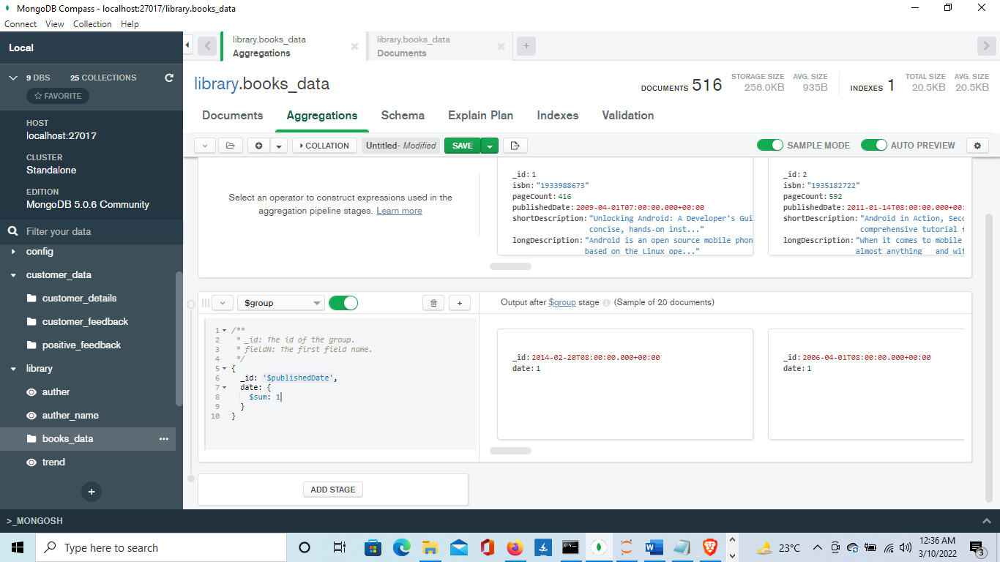 MongoDB Compass - localhost:27017/library.books_data
Connect View Collection Help
Local
9 DBS 25 COLLECTIONS
FAVORITE
HOST
localhost:27017
CLUSTER
Standalone
EDITION
MongoDB 5.0.6 Community
Filter your data
config
customer_data
customer_details
customer_feedback
positive_feedback
library
auther
auther_name
books_data
trend
+
library.books_data
Aggregations
library.books_data
Documents
+
library.books_data
DOCUMENTS 516
STORAGE SIZE
258.0KB
AVG. SIZE
935B
INDEXES 1
TOTAL SIZE
20.5KB
AVG. SIZE
20.5KB
Documents Aggregations Schema Explain Plan Indexes Validation
COLLATION Untitled- Modified SAVE SAMPLE MODE AUTO PREVIEW
Select an operator to construct expressions used in the
aggregation pipeline stages. Learn more
_id: 1
isbn: "1933988673"
pageCount: 416
publishedDate: 2009-04-01T07:00:00.000+00:00
shortDescription: "Unlocking Android: A Developer's Gui
concise, hands-on inst..."
longDescription: "Android is an open source mobile phon
based on the Linux ope..."
_id: 2
isbn: "1935182722"
pageCount: 592
publishedDate: 2011-01-14T08:00:00.000+00:
shortDescription: "Android in Action, Seco
comprehensive tutorial
longDescription: "When it comes to mobile
almost anything and wit
$group
+
Output after $group stage (Sample of 20 documents)
1 /**
2 * _id: The id of the group.
3 * fieldN: The first field name.
4 */
5 {
6 _id: '$publishedDate',
7 date: {
8 $sum: 1
9 }
10 }
_id: 2014-02-20T08:00:00.000+00:00
date: 1
_id: 2006-04-01T08:00:00.000+00:00
date: 1
ADD STAGE
>_MONGOSH
Type here to search
23°C
12:36 AM
3/10/2022
3